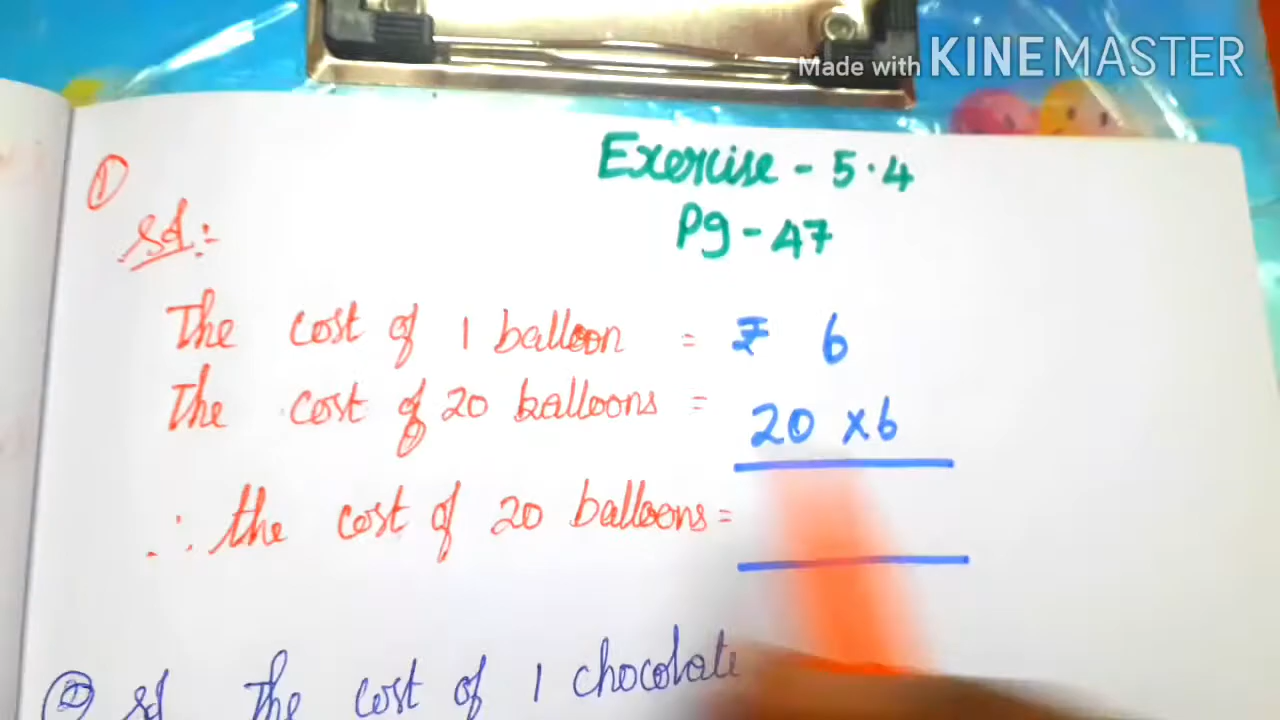 Made with KINEMASTER
Exercise - 5.4
Pg - 47
①
Sol:-
The cost of 1 balloon = ₹ 6
The cost of 20 balloons = 20 × 6
∴ the cost of 20 balloons =
② Sol The cost of 1 chocolate